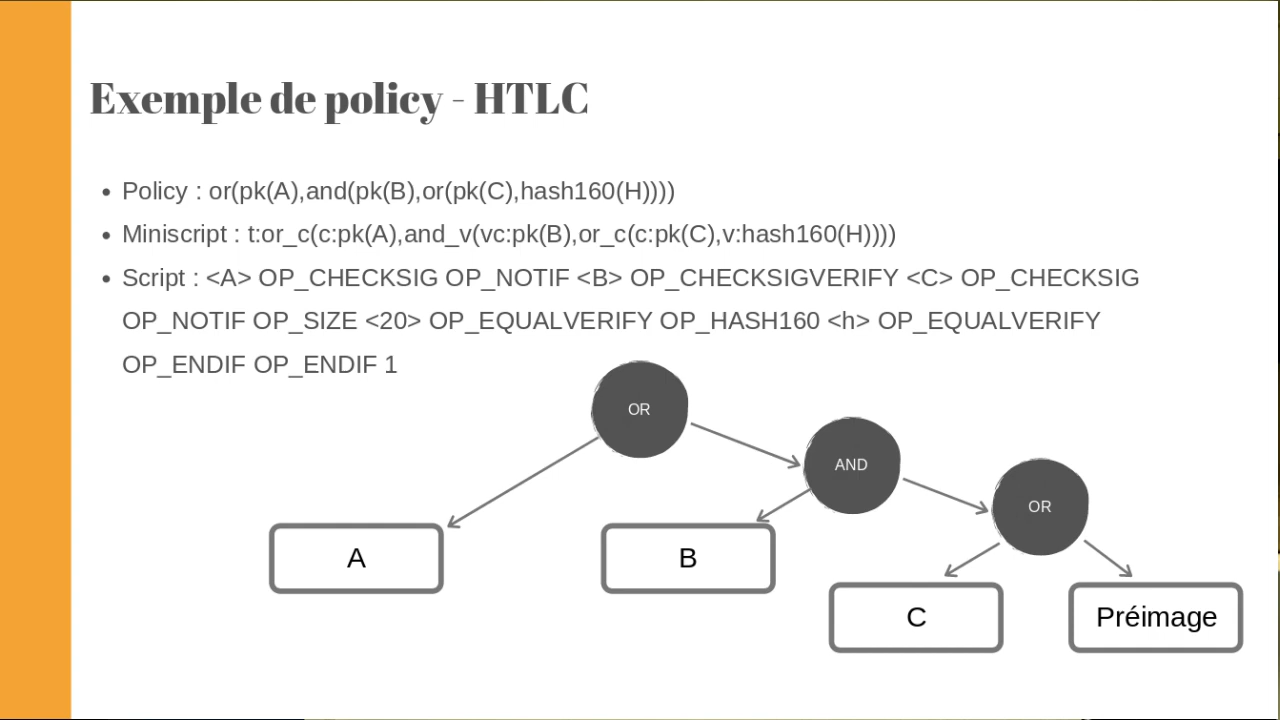 Exemple de policy - HTLC
• Policy : or(pk(A),and(pk(B),or(pk(C),hash160(H))))
• Miniscript : t:or_c(c:pk(A),and_v(vc:pk(B),or_c(c:pk(C),v:hash160(H))))
• Script : <A> OP_CHECKSIG OP_NOTIF <B> OP_CHECKSIGVERIFY <C> OP_CHECKSIG
OP_NOTIF OP_SIZE <20> OP_EQUALVERIFY OP_HASH160 <h> OP_EQUALVERIFY
OP_ENDIF OP_ENDIF 1
OR
AND
OR
A
B
C
Préimage